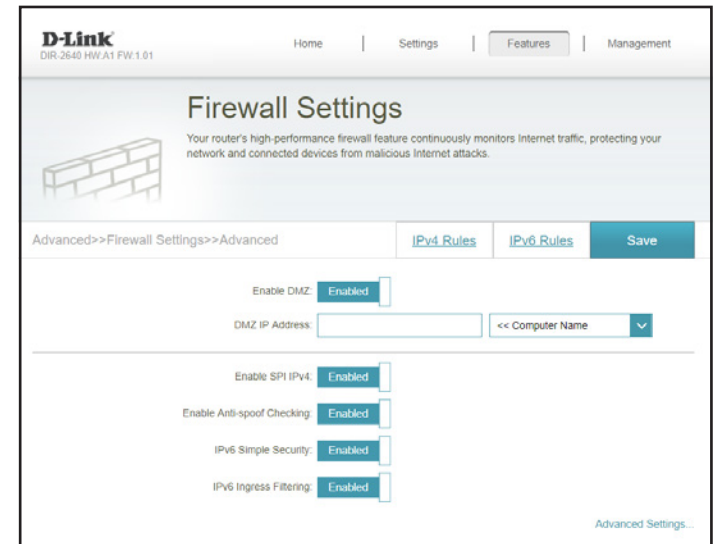 D-Link
DIR-2640 HW:A1 FW:1.01
Home | Settings | Features | Management
Firewall Settings
Your router's high-performance firewall feature continuously monitors Internet traffic, protecting your
network and connected devices from malicious Internet attacks.
Advanced>>Firewall Settings>>Advanced IPv4 Rules IPv6 Rules Save
Enable DMZ: Enabled
DMZ IP Address: << Computer Name
Enable SPI IPv4: Enabled
Enable Anti-spoof Checking: Enabled
IPv6 Simple Security: Enabled
IPv6 Ingress Filtering: Enabled
Advanced Settings...